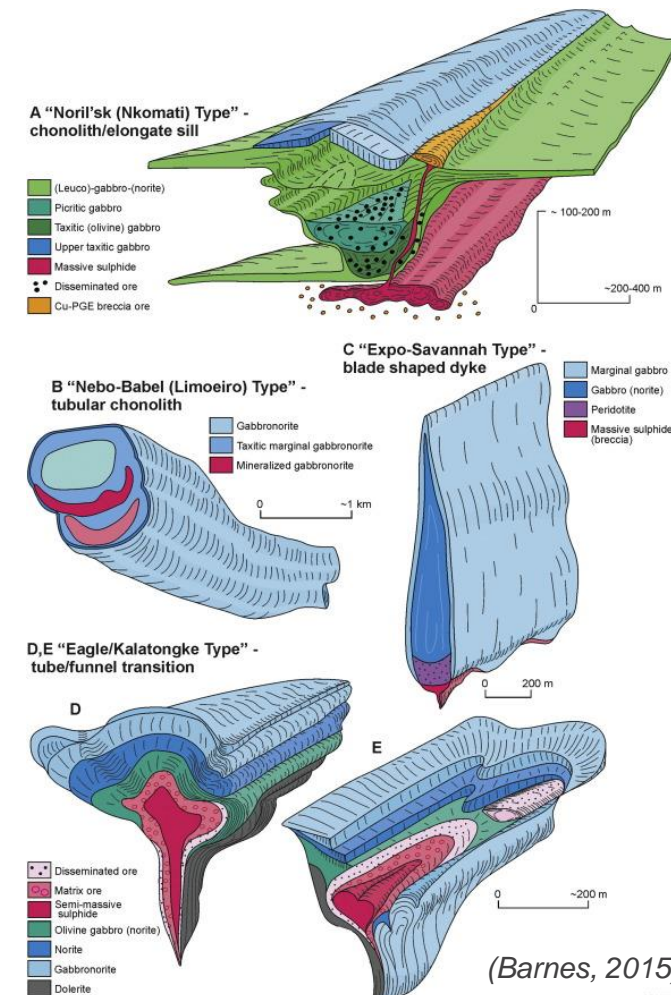 A “Noril’sk (Nkomati) Type” -
chonolith/elongate sill
(Leuco)-gabbro-(norite)
Picritic gabbro
Taxitic (olivine) gabbro
Upper taxitic gabbro
Massive sulphide
Disseminated ore
Cu-PGE breccia ore
~ 100-200 m
~200-400 m
0
C “Expo-Savannah Type” -
blade shaped dyke
Marginal gabbro
Gabbro (norite)
Peridotite
Massive sulphide
(breccia)
0 200 m
B “Nebo-Babel (Limoeiro) Type” -
tubular chonolith
Gabbronorite
Taxitic marginal gabbronorite
Mineralized gabbronorite
0 ~1 km
D,E “Eagle/Kalatongke Type” -
tube/funnel transition
D
E
Disseminated ore
Matrix ore
Semi-massive
sulphide
Olivine gabbro (norite)
Norite
Gabbronorite
Dolerite
0 ~200 m
(Barnes, 2015